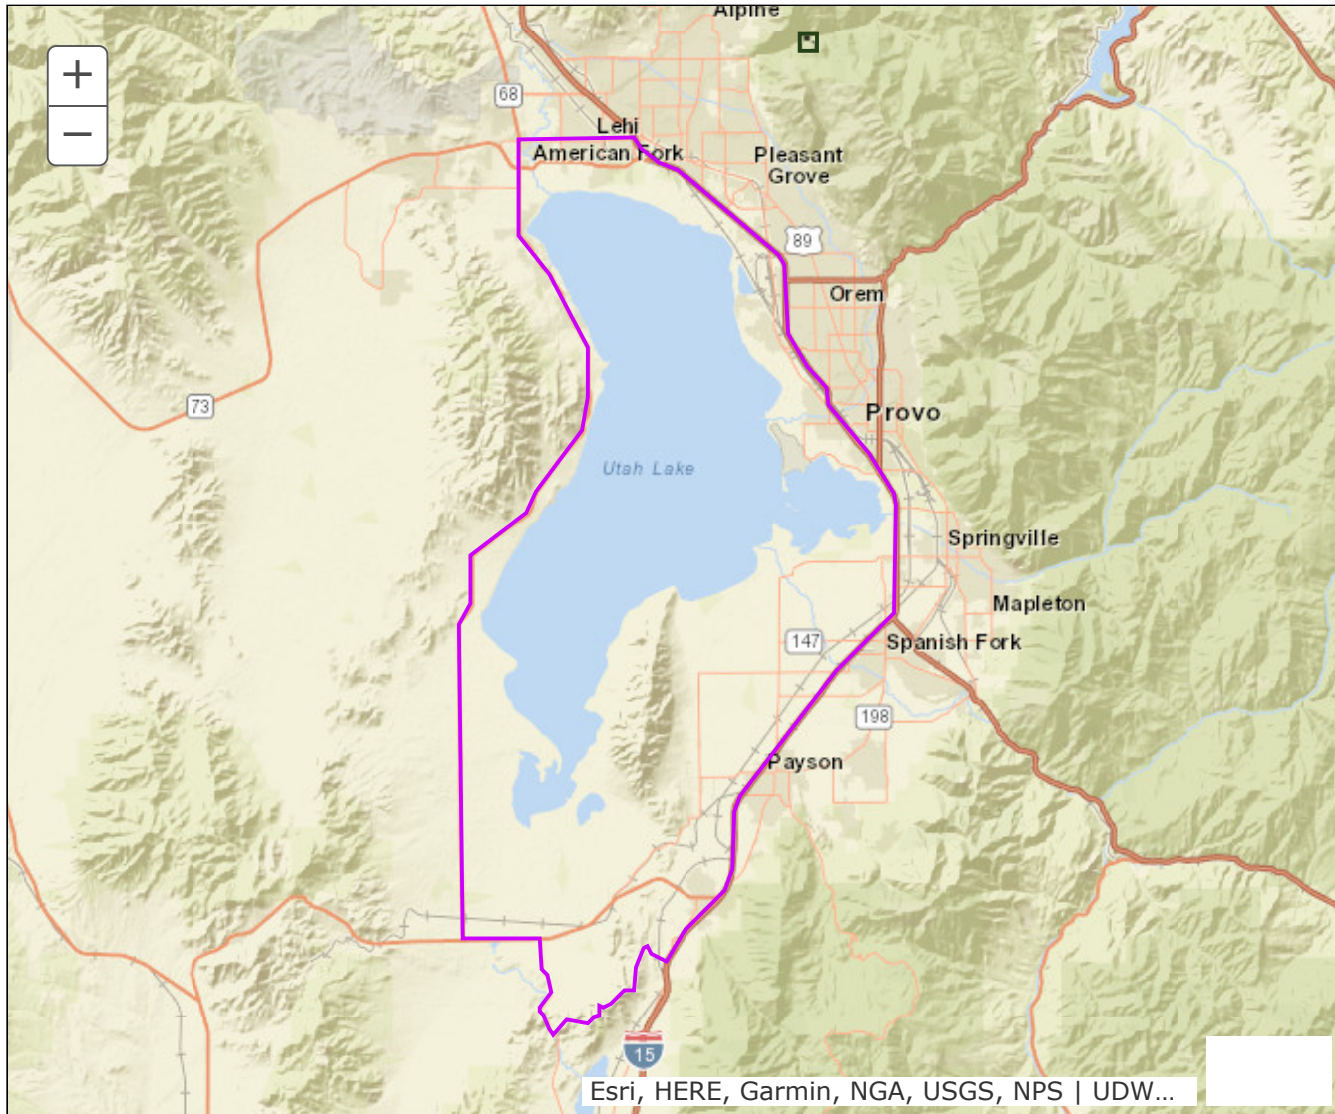 Alpine
+
−
68
Lehi
American Fork
Pleasant
Grove
89
Orem
73
Provo
Utah Lake
Springville
Mapleton
147
Spanish Fork
198
Payson
15
Esri, HERE, Garmin, NGA, USGS, NPS | UDW...